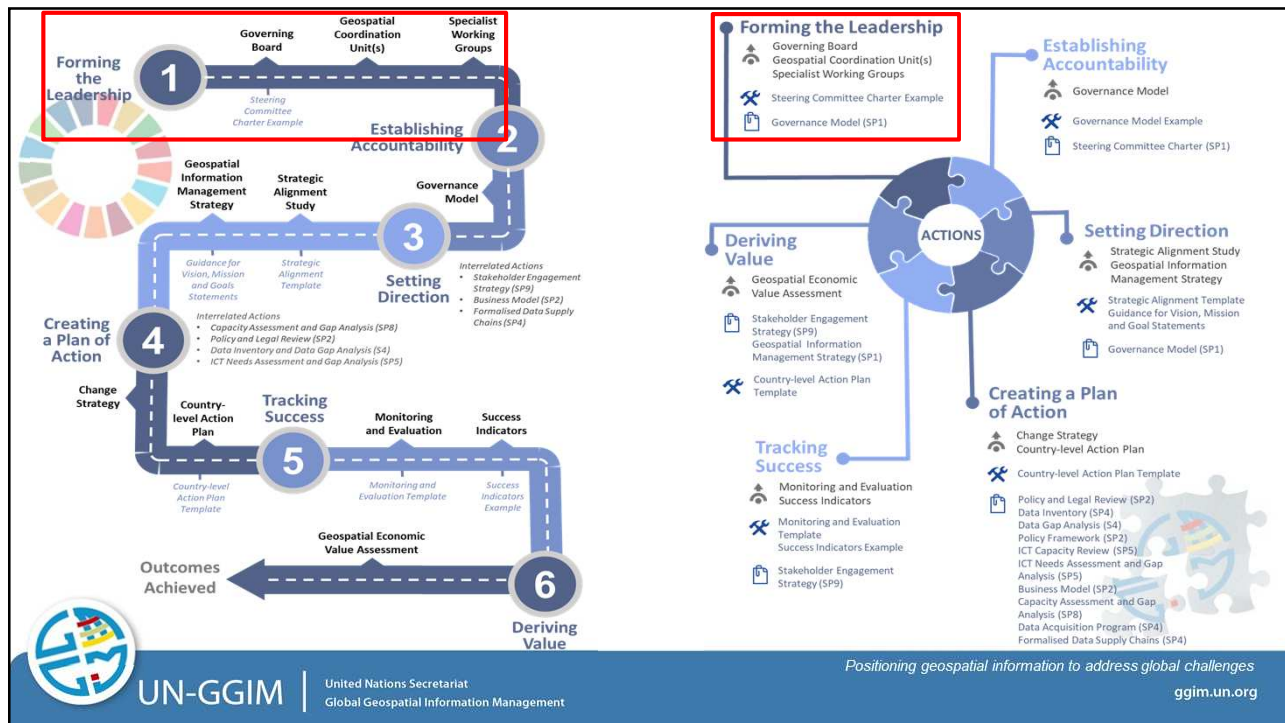 Forming
the
Leadership
1
Governing
Board
Geospatial
Coordination
Unit(s)
Specialist
Working
Groups
Steering
Committee
Charter Example
Establishing
Accountability
2
Governance
Model
Geospatial
Information
Management
Strategy
Strategic
Alignment
Study
3
Setting
Direction
Guidance for
Vision, Mission
and Goals
Statements
Strategic
Alignment
Template
Interrelated Actions
• Stakeholder Engagement
Strategy (SP9)
• Business Model (SP2)
• Formalised Data Supply
Chains (SP4)
Creating
a Plan of
Action
4
Interrelated Actions
• Capacity Assessment and Gap Analysis (SP8)
• Policy and Legal Review (SP2)
• Data Inventory and Data Gap Analysis (S4)
• ICT Needs Assessment and Gap Analysis (SP5)
Change
Strategy
Country-
level Action
Plan
Country-level
Action Plan
Template
Tracking
Success
5
Monitoring
and Evaluation
Success
Indicators
Monitoring and
Evaluation Template
Success
Indicators
Example
6
Deriving
Value
Geospatial Economic
Value Assessment
Outcomes
Achieved
Forming the Leadership
Governing Board
Geospatial Coordination Unit(s)
Specialist Working Groups
Steering Committee Charter Example
Governance Model (SP1)
Establishing
Accountability
Governance Model
Governance Model Example
Steering Committee Charter (SP1)
ACTIONS
Setting Direction
Strategic Alignment Study
Geospatial Information
Management Strategy
Strategic Alignment Template
Guidance for Vision, Mission
and Goal Statements
Governance Model (SP1)
Deriving
Value
Geospatial Economic
Value Assessment
Stakeholder Engagement
Strategy (SP9)
Geospatial Information
Management Strategy (SP1)
Country-level Action Plan
Template
Creating a Plan
of Action
Change Strategy
Country-level Action Plan
Country-level Action Plan Template
Policy and Legal Review (SP2)
Data Inventory (SP4)
Data Gap Analysis (S4)
Policy Framework (SP2)
ICT Capacity Review (SP5)
ICT Needs Assessment and Gap
Analysis (SP5)
Business Model (SP2)
Capacity Assessment and Gap
Analysis (SP8)
Data Acquisition Program (SP4)
Formalised Data Supply Chains (SP4)
Tracking
Success
Monitoring and Evaluation
Success Indicators
Monitoring and Evaluation
Template
Success Indicators Example
Stakeholder Engagement
Strategy (SP9)
UN-GGIM
United Nations Secretariat
Global Geospatial Information Management
Positioning geospatial information to address global challenges
ggim.un.org